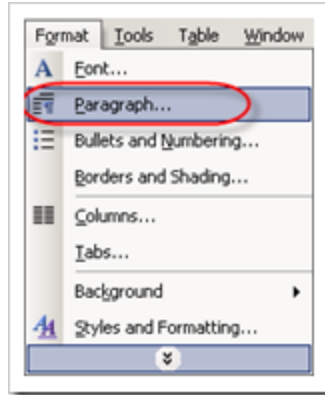 Format Tools Table Window
Font...
Paragraph...
Bullets and Numbering...
Borders and Shading...
Columns...
Tabs...
Background
Styles and Formatting...